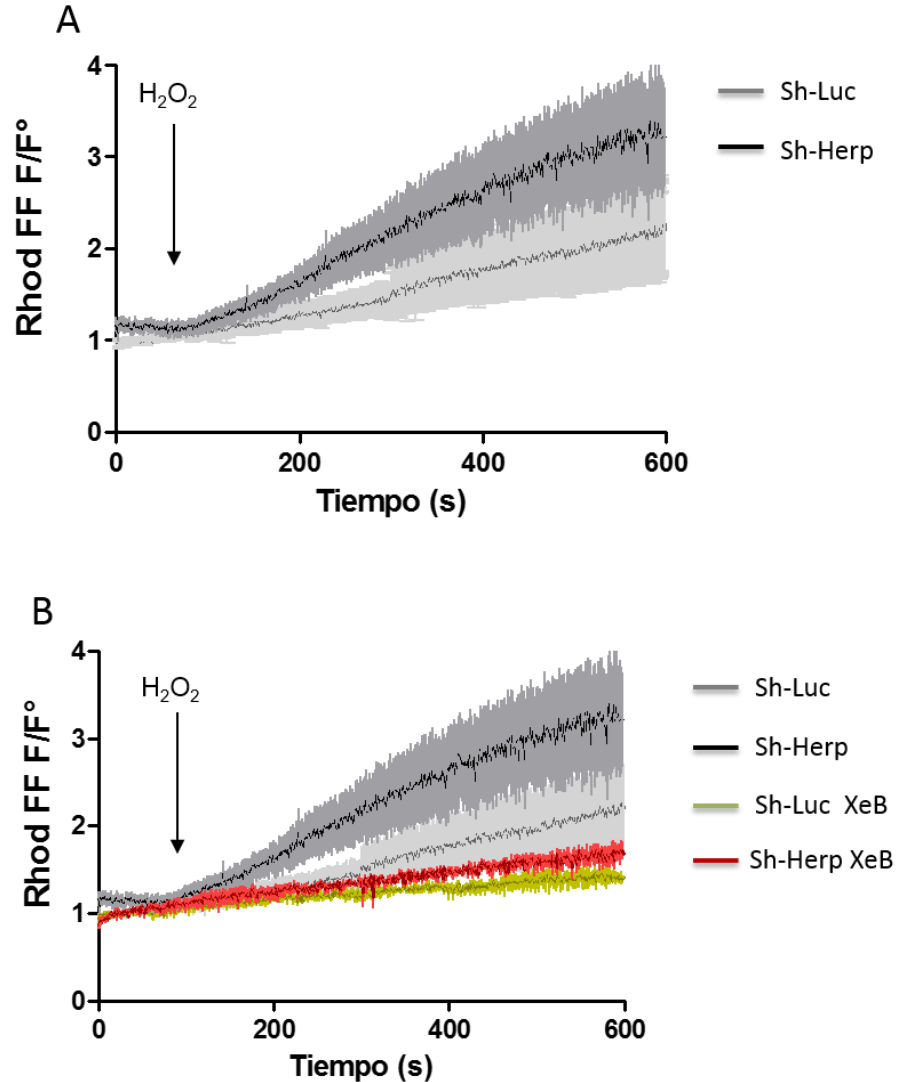 A
4
3
2
1
0
Rhod FF F/F°
H₂O₂
Sh-Luc
Sh-Herp
0 200 400 600
Tiempo (s)
B
4
3
2
1
0
Rhod FF F/F°
H₂O₂
Sh-Luc
Sh-Herp
Sh-Luc XeB
Sh-Herp XeB
0 200 400 600
Tiempo (s)